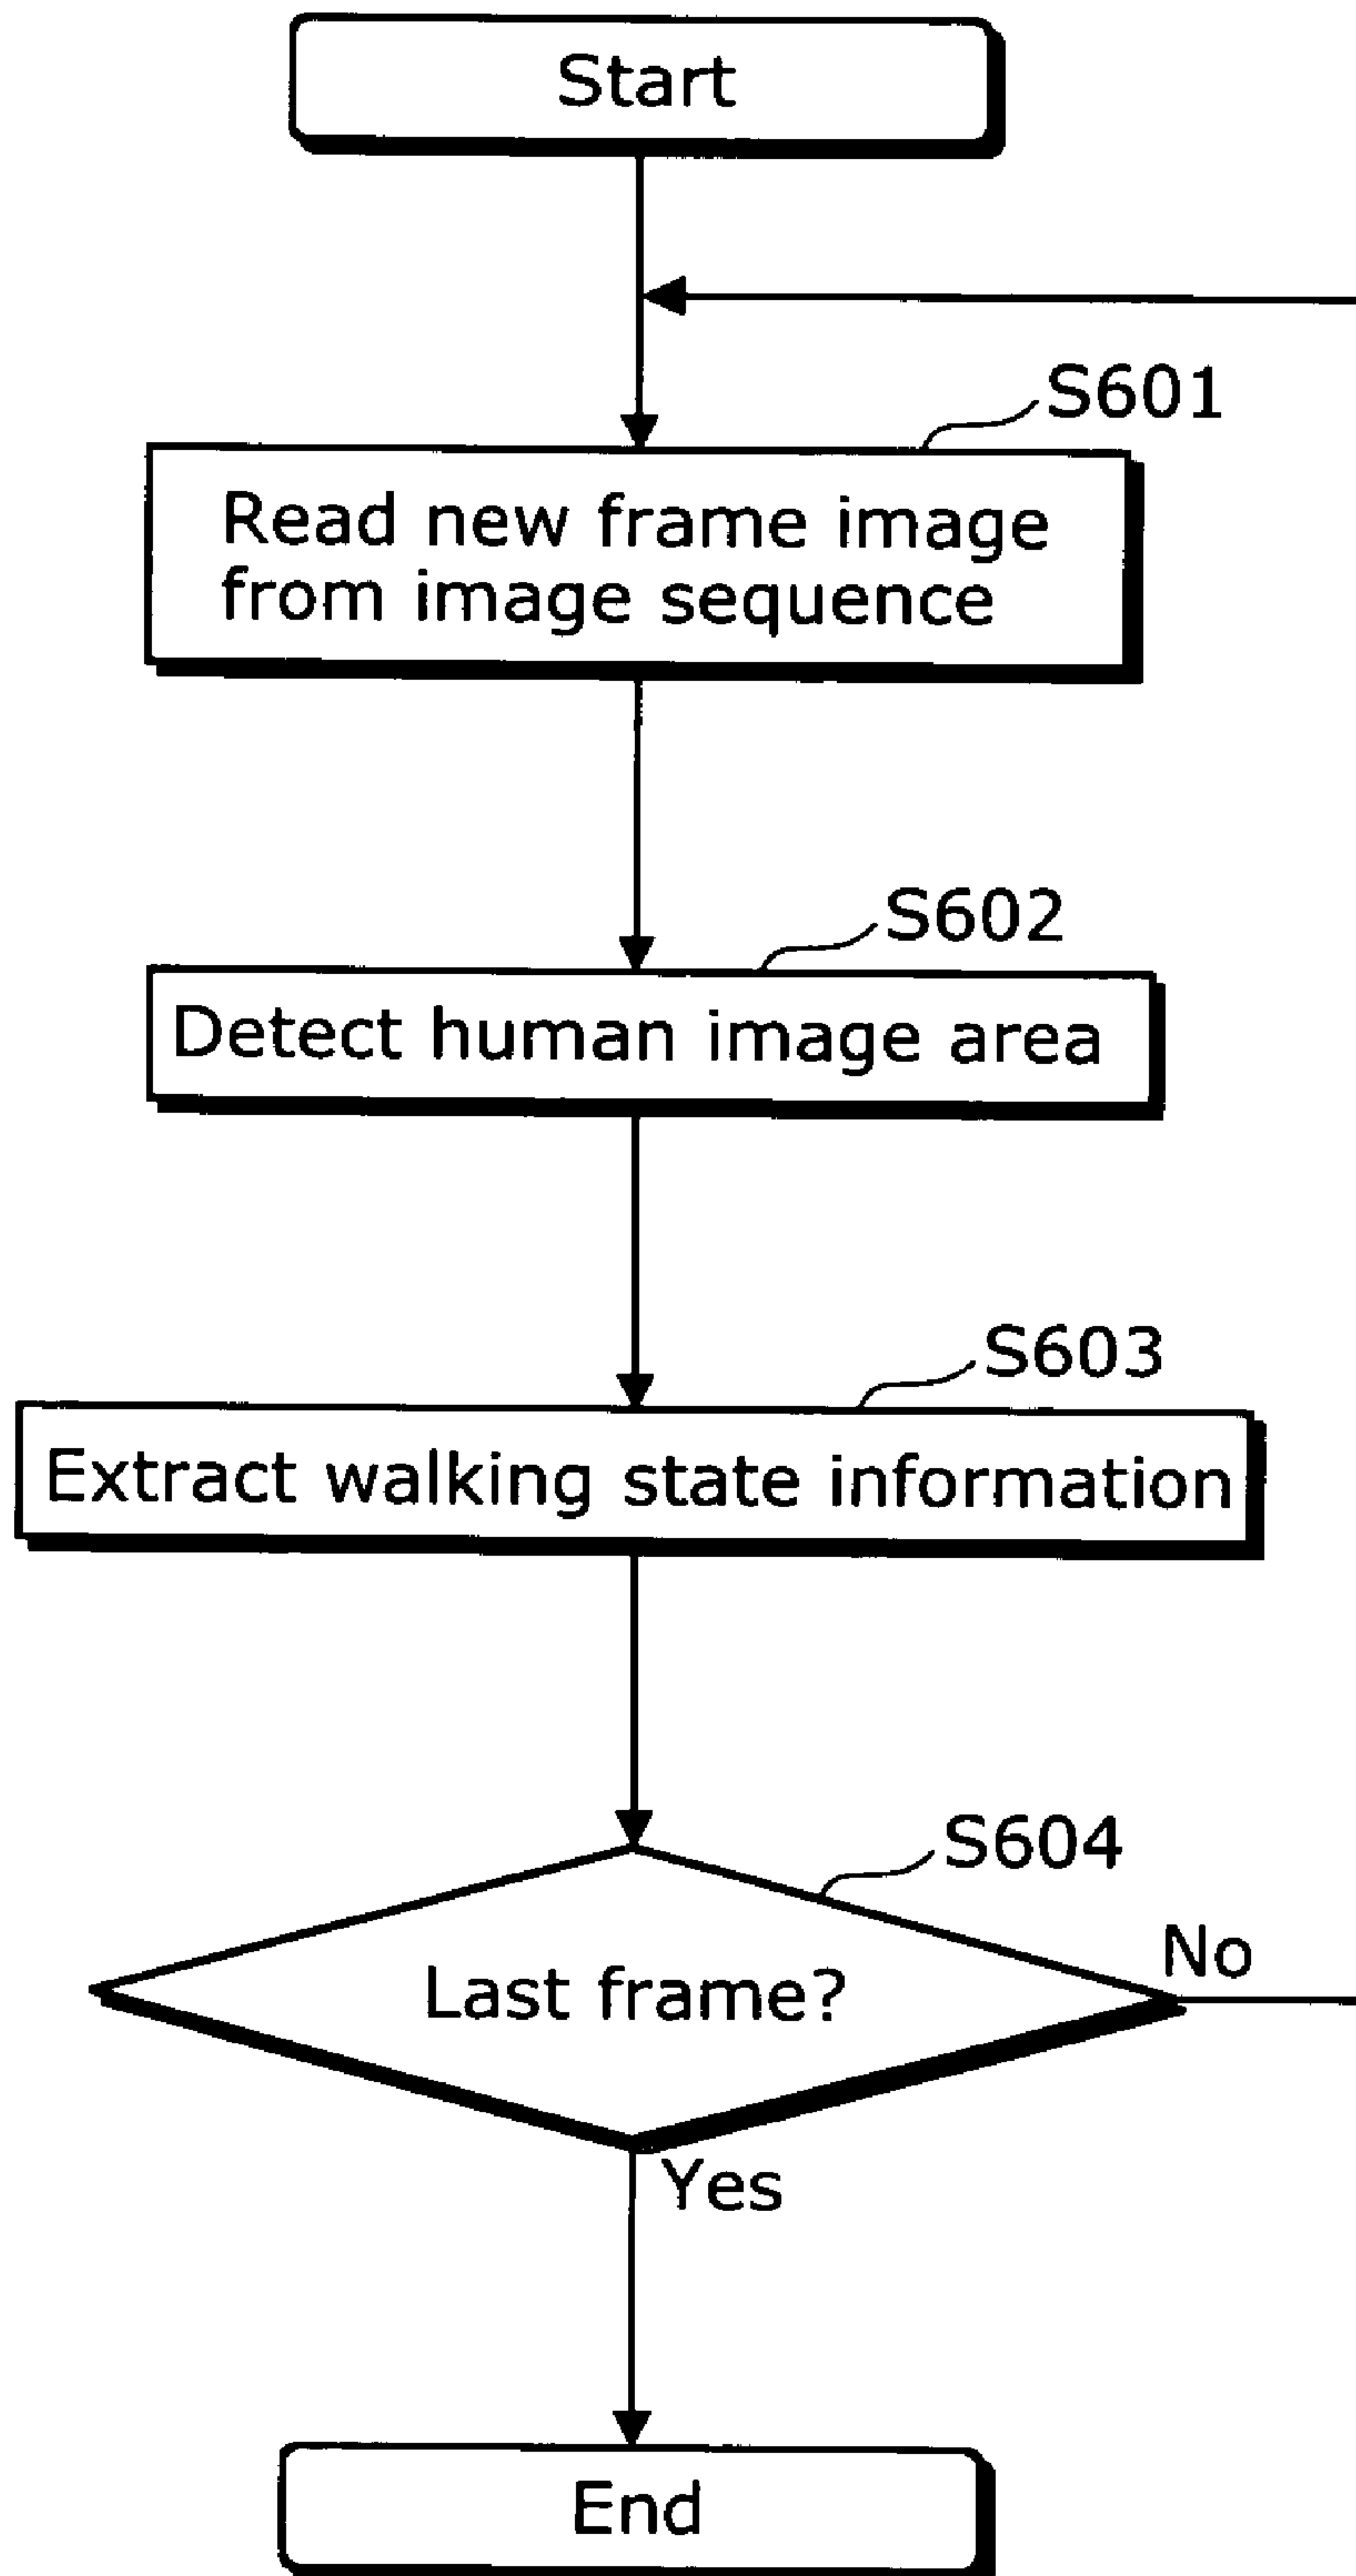 Start
S601
Read new frame image
from image sequence
S602
Detect human image area
S603
Extract walking state information
S604
No
Last frame?
Yes
End